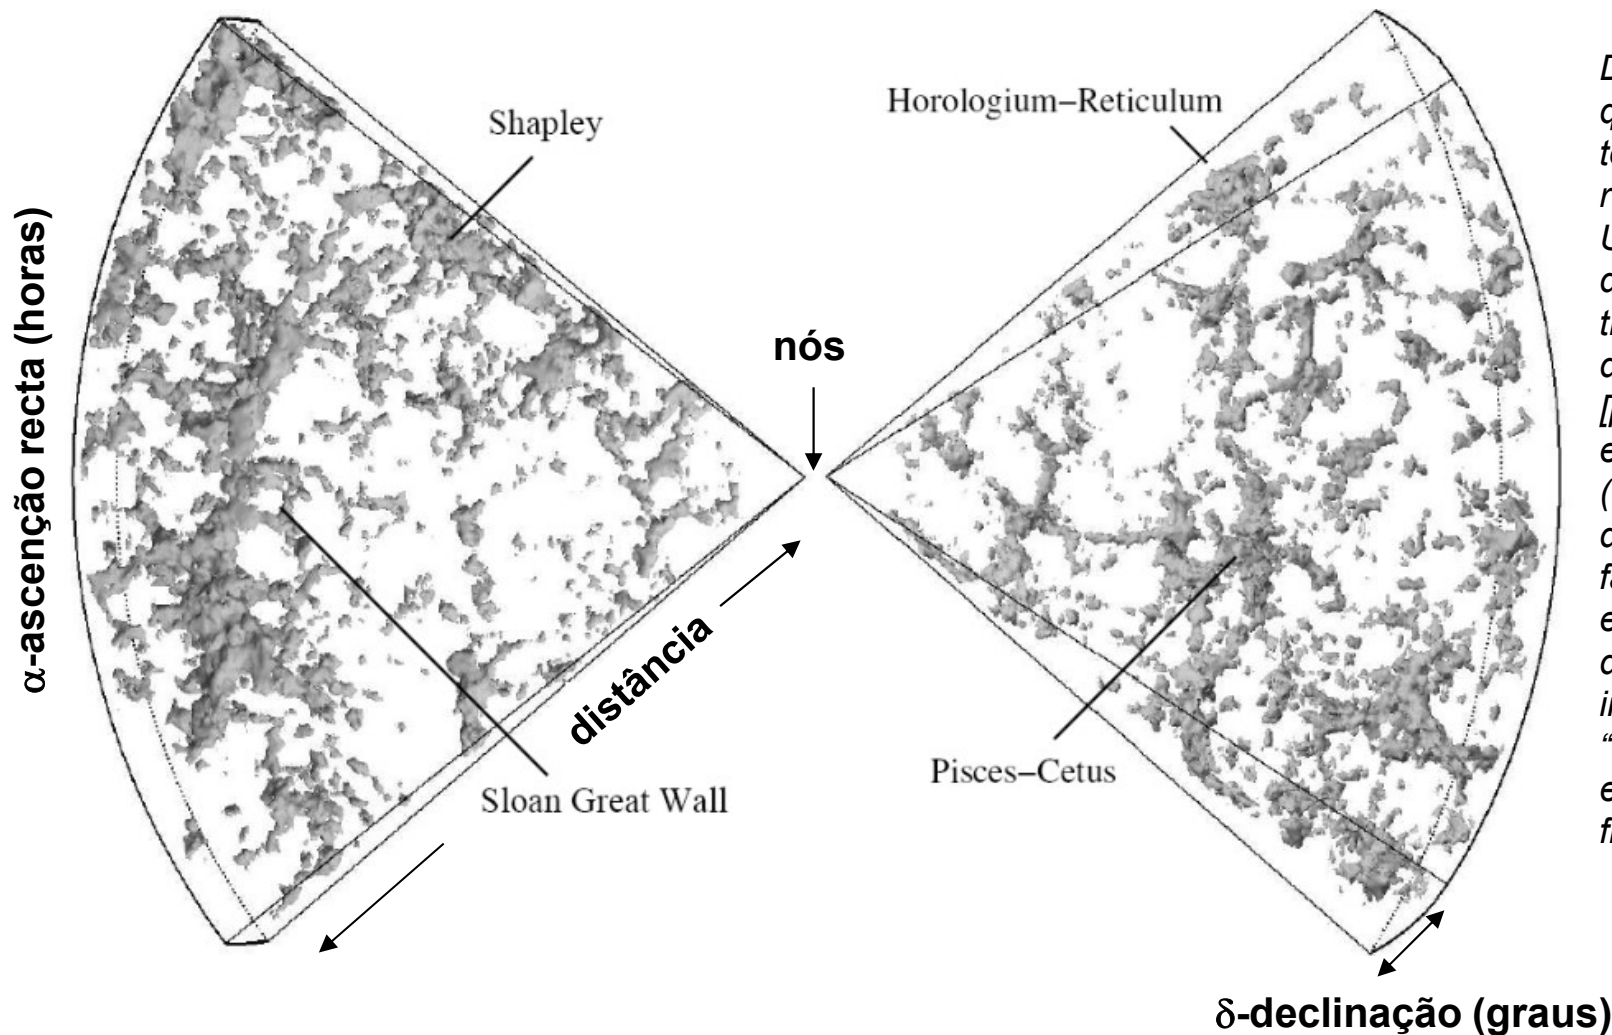 Shapley
Horologium–Reticulum
nós
α-ascenção recta (horas)
distância
Sloan Great Wall
Pisces–Cetus
δ-declinação (graus)